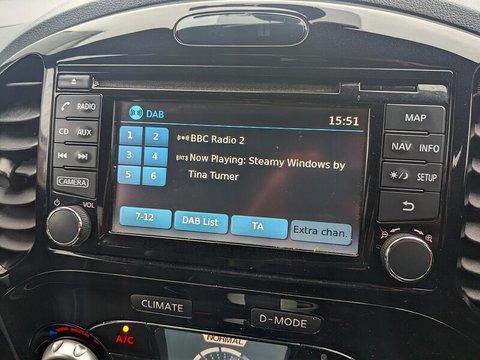 RADIO
CD AUX
CAMERA
VOL
DAB
15:51
1 2
3 4
5 6
BBC Radio 2
Now Playing: Steamy Windows by
Tina Turner
7-12
DAB List
TA
Extra chan.
MAP
NAV INFO
SETUP
CLIMATE
D-MODE
A/C
NORMAL